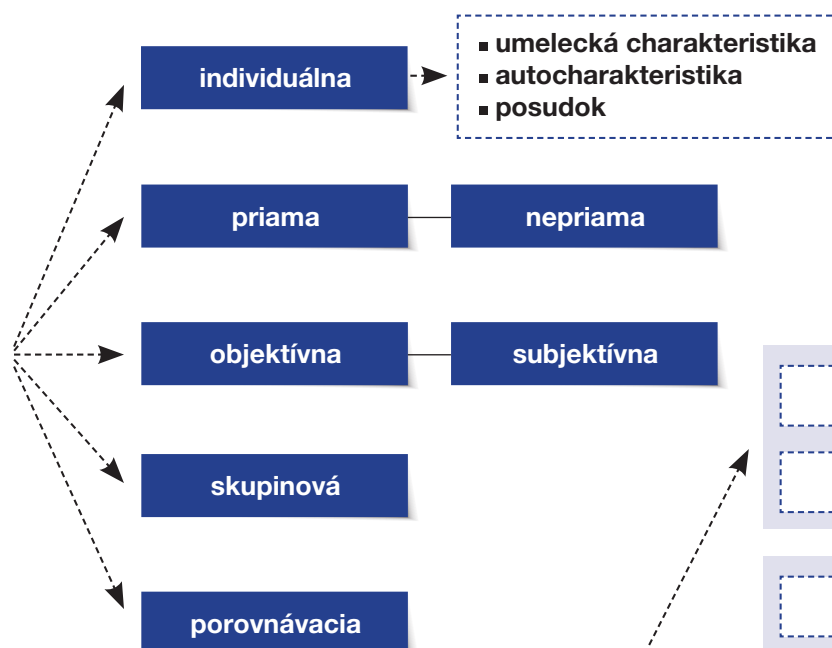 individuálna
▪ umelecká charakteristika
▪ autocharakteristika
▪ posudok
priama
nepriama
objektívna
subjektívna
skupinová
porovnávacia